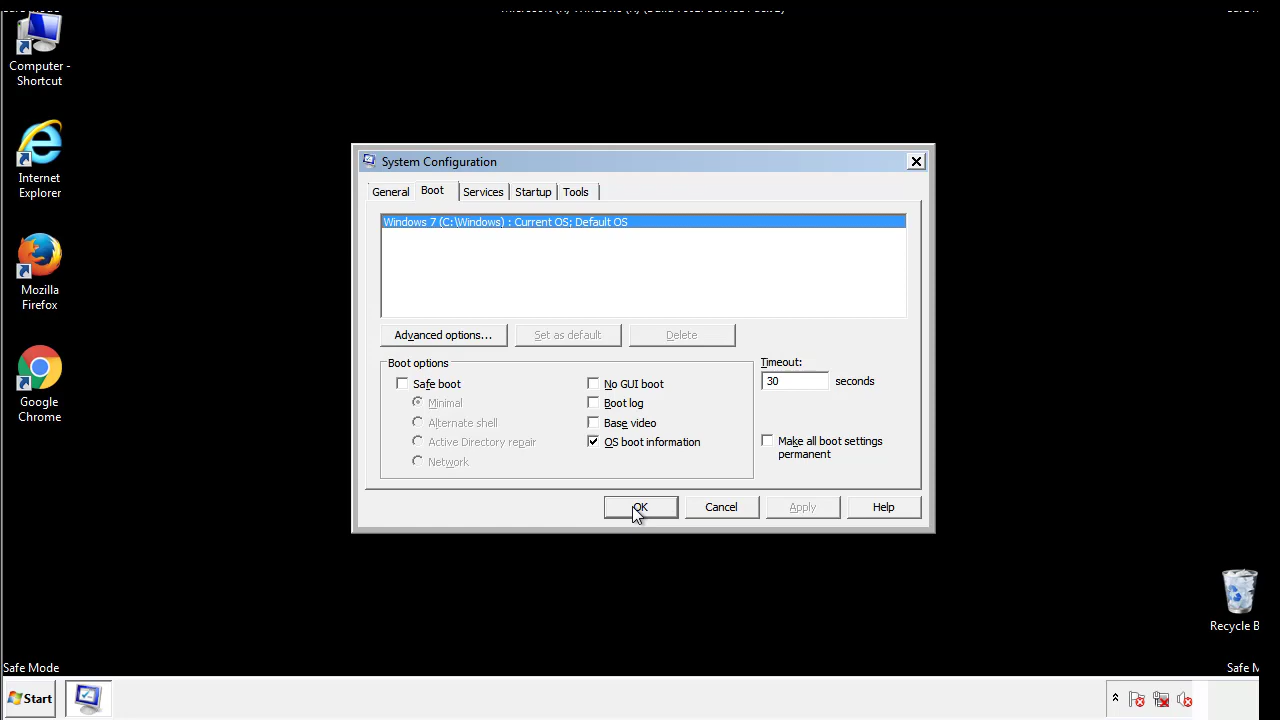 Computer -
Shortcut
Internet
Explorer
Mozilla
Firefox
Google
Chrome
System Configuration
General
Boot
Services
Startup
Tools
Windows 7 (C:\Windows) : Current OS; Default OS
Advanced options...
Set as default
Delete
Boot options
Safe boot
Minimal
Alternate shell
Active Directory repair
Network
No GUI boot
Boot log
Base video
OS boot information
Timeout:
30 seconds
Make all boot settings
permanent
OK
Cancel
Apply
Help
Recycle B
Safe Mode
Safe M
Start